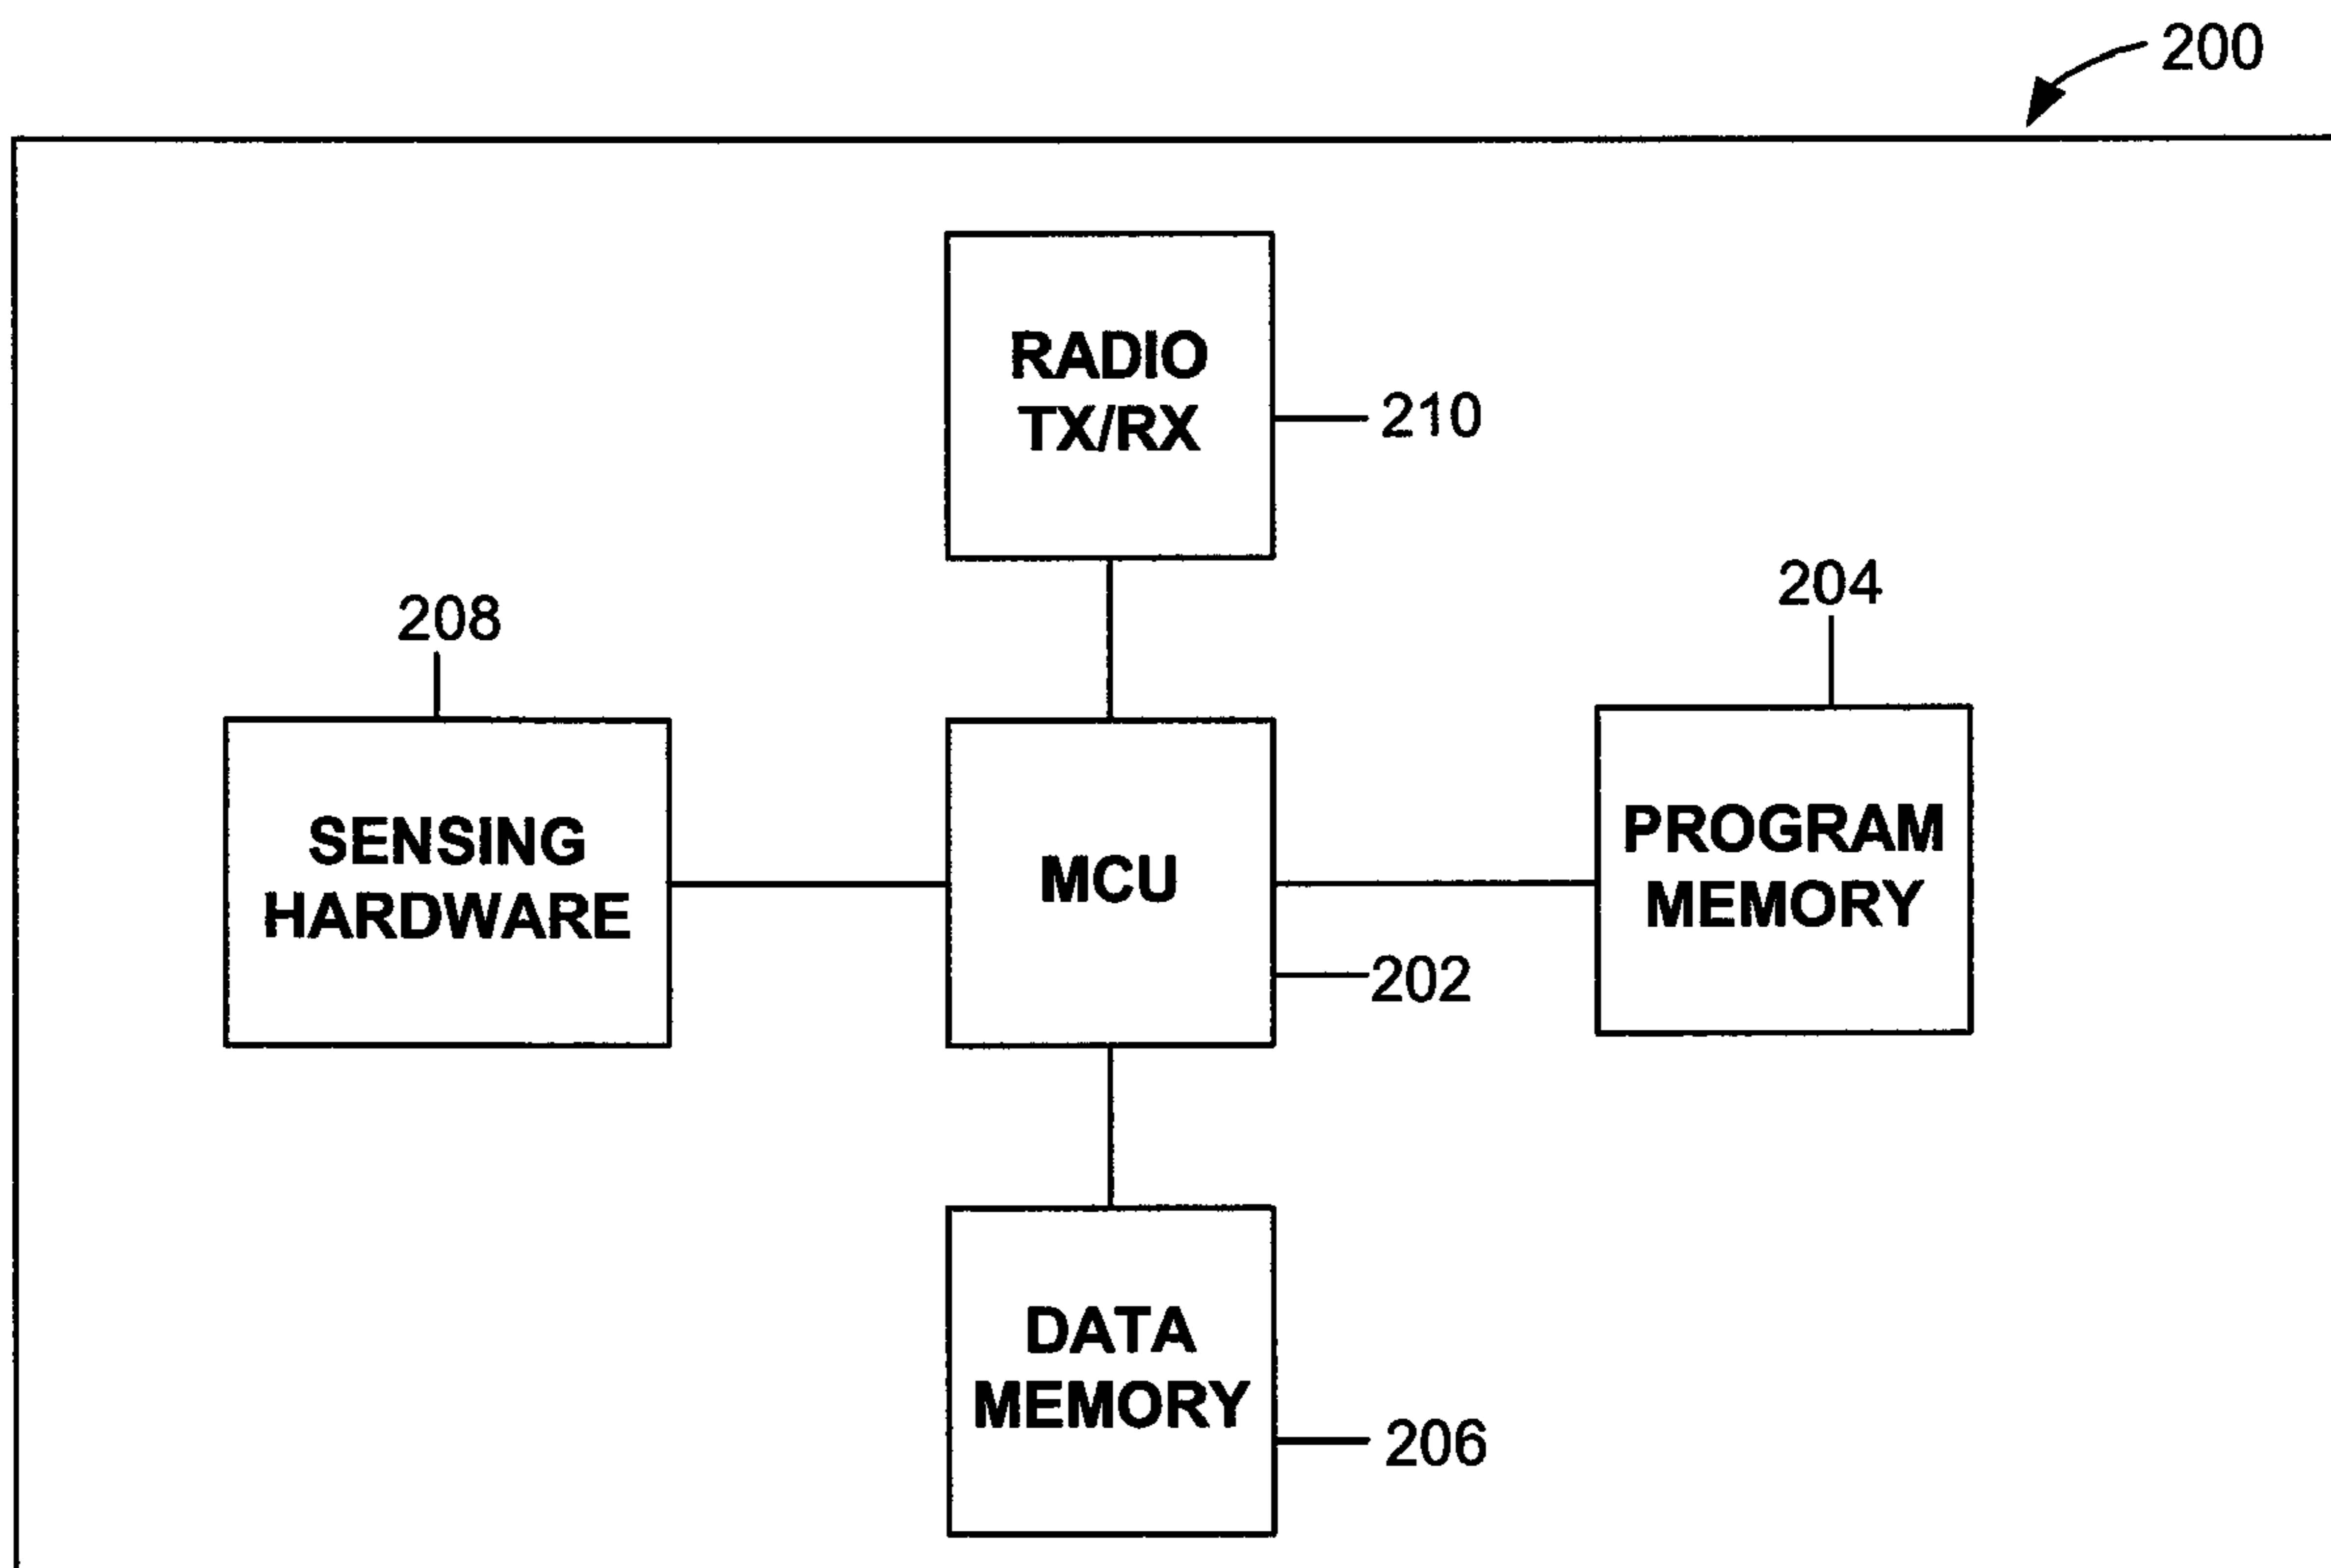 200
RADIO
TX/RX
210
204
208
SENSING
HARDWARE
MCU
PROGRAM
MEMORY
202
DATA
MEMORY
206